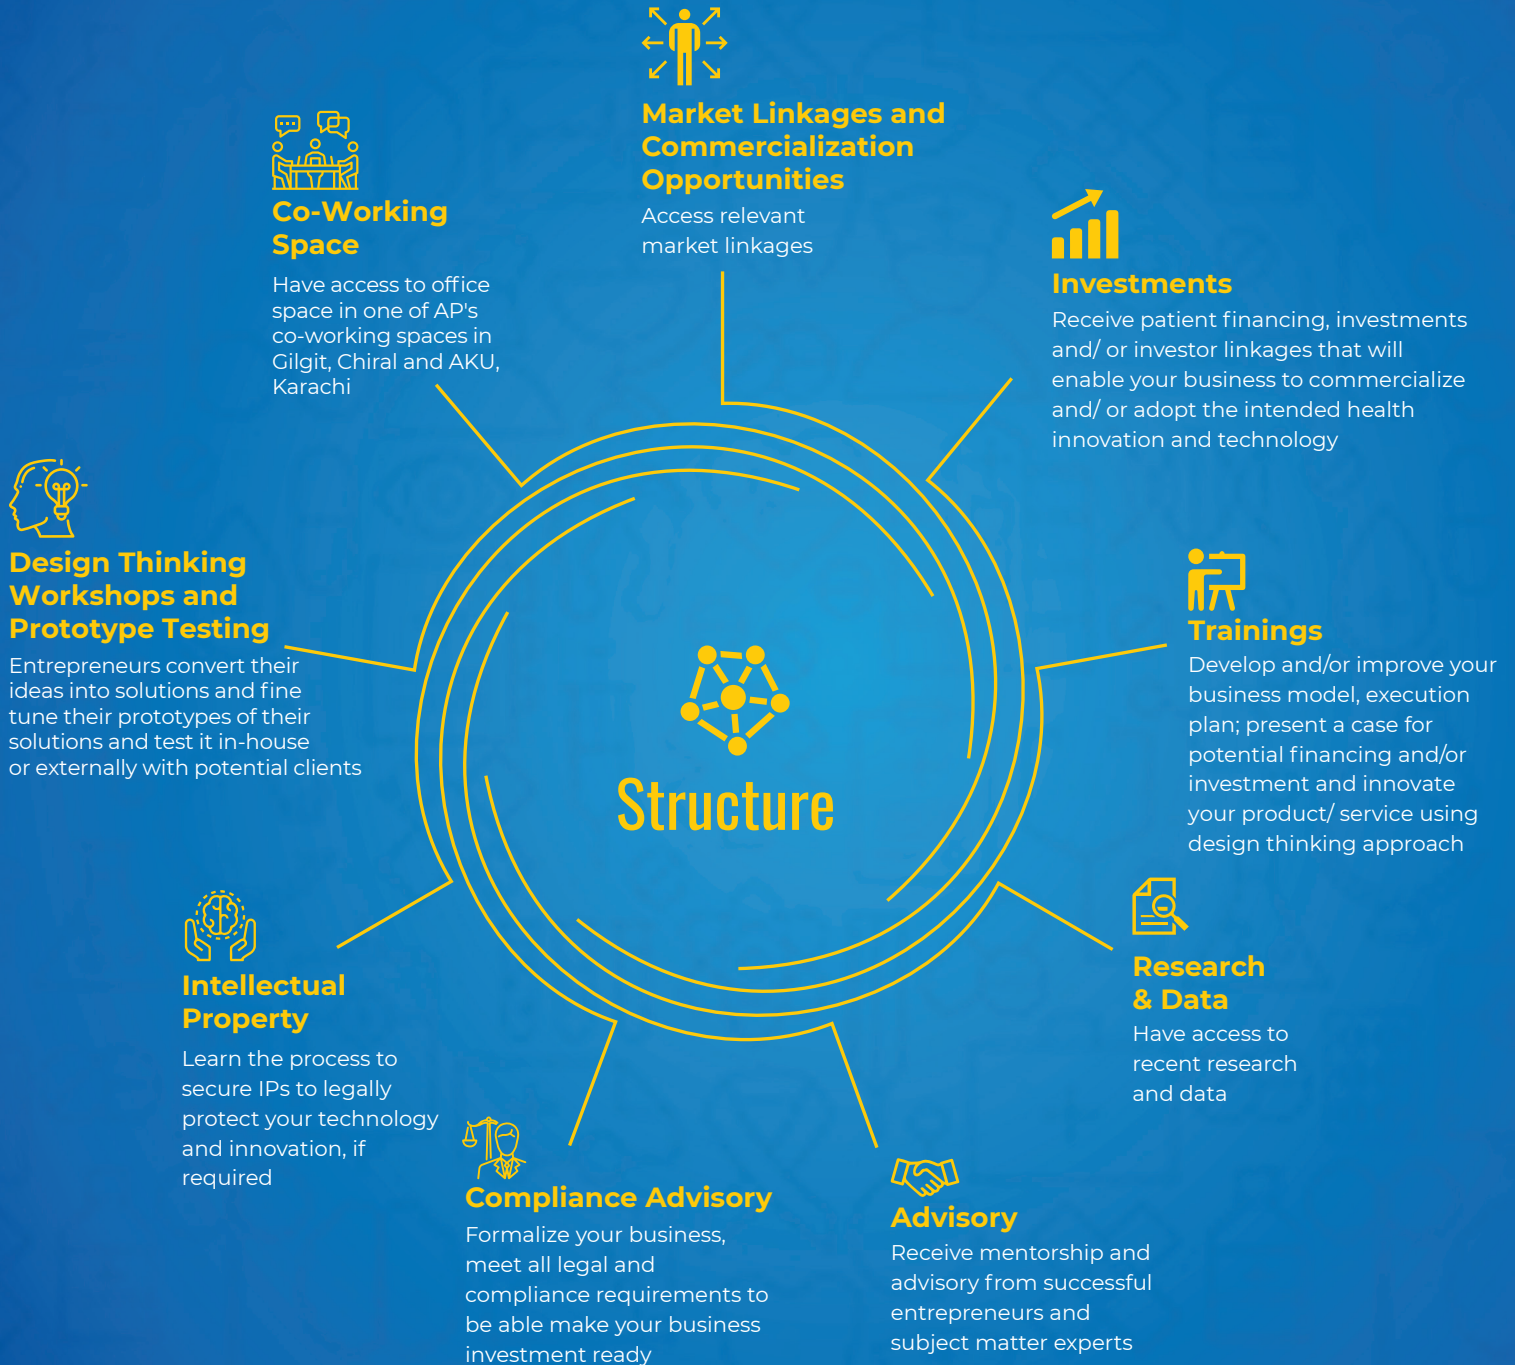 Market Linkages and
Commercialization
Opportunities
Access relevant
market linkages
Co-Working
Space
Have access to office
space in one of AP's
co-working spaces in
Gilgit, Chiral and AKU,
Karachi
Investments
Receive patient financing, investments
and/ or investor linkages that will
enable your business to commercialize
and/ or adopt the intended health
innovation and technology
Design Thinking
Workshops and
Prototype Testing
Entrepreneurs convert their
ideas into solutions and fine
tune their prototypes of their
solutions and test it in-house
or externally with potential clients
Trainings
Develop and/or improve your
business model, execution
plan; present a case for
potential financing and/or
investment and innovate
your product/ service using
design thinking approach
Structure
Intellectual
Property
Learn the process to
secure IPs to legally
protect your technology
and innovation, if
required
Research
& Data
Have access to
recent research
and data
Compliance Advisory
Formalize your business,
meet all legal and
compliance requirements to
be able make your business
investment ready
Advisory
Receive mentorship and
advisory from successful
entrepreneurs and
subject matter experts